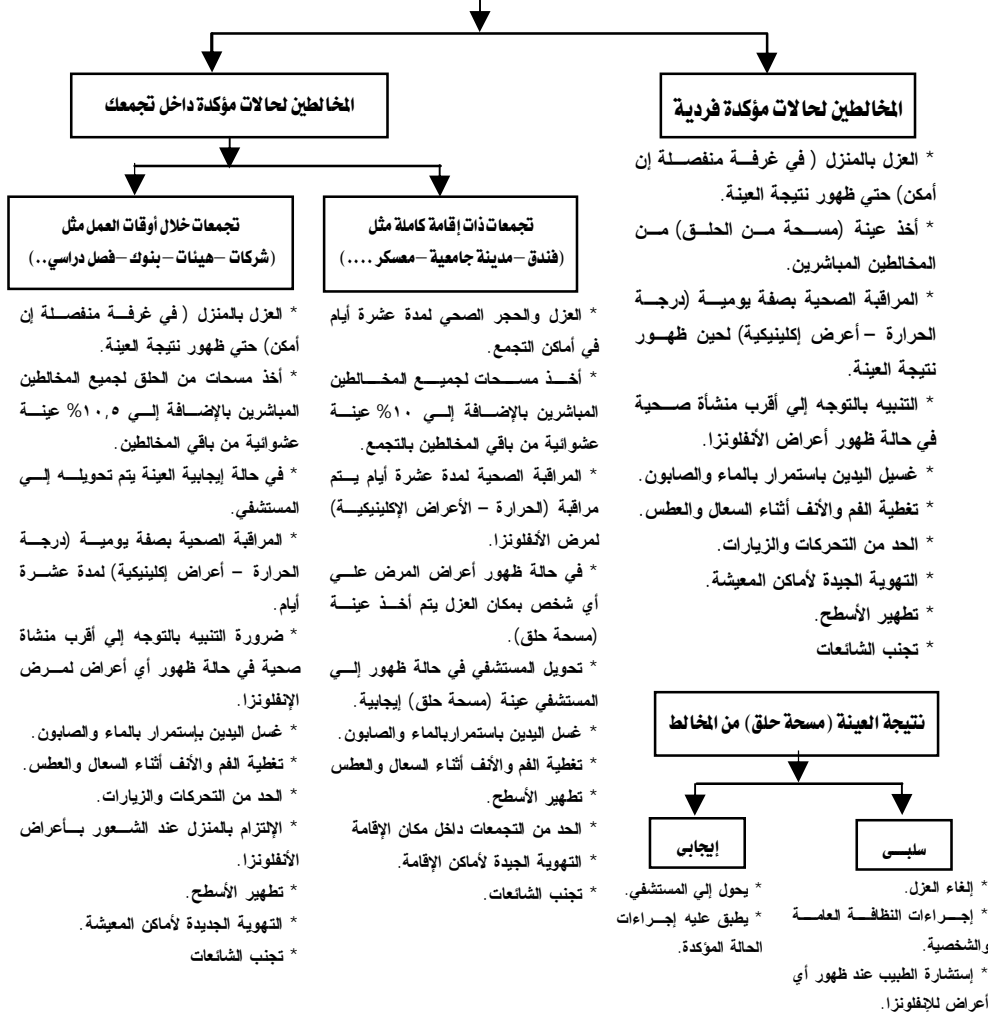 المخالطين لحالات مؤكدة فردية
* العزل بالمنزل ( في غرفة منفصلة إن
أمكن) حتي ظهور نتيجة العينة.
* أخذ عينة (مسحة من الحلق) من
المخالطين المباشرين.
* المراقبة الصحية بصفة يومية (درجة
الحرارة – أعرض إكلينيكية) لحين ظهور
نتيجة العينة.
* التنبيه بالتوجه إلي أقرب منشأة صحية
في حالة ظهور أعراض الأنفلونزا.
* غسيل اليدين باستمرار بالماء والصابون.
* تغطية الفم والأنف أثناء السعال والعطس.
* الحد من التحركات والزيارات.
* التهوية الجيدة لأماكن المعيشة.
* تطهير الأسطح.
* تجنب الشائعات
نتيجة العينة (مسحة حلق) من المخالط
سلبى
* إلغاء العزل.
* إجراءات النظافة العامة
والشخصية.
* إستشارة الطبيب عند ظهور أي
أعراض للإنفلونزا.
إيجابى
* يحول إلي المستشفي.
* يطبق عليه إجراءات
الحالة المؤكدة.
المخالطين لحالات مؤكدة داخل تجمعك
تجمعات ذات إقامة كاملة مثل
(فندق –مدينة جامعية –معسكر ....)
* العزل والحجر الصحي لمدة عشرة أيام
في أماكن التجمع.
* أخذ مسحات لجميع المخالطين
المباشرين بالإضافة إلي ١٠% عينة
عشوائية من باقي المخالطين بالتجمع.
* المراقبة الصحية لمدة عشرة أيام يتم
مراقبة (الحرارة – الأعراض الإكلينيكية)
لمرض الأنفلونزا.
* في حالة ظهور أعراض المرض علي
أي شخص بمكان العزل يتم أخذ عينة
(مسحة حلق).
* تحويل المستشفي في حالة ظهور إلي
المستشفي عينة (مسحة حلق) إيجابية.
* غسل اليدين باستمراربالماء والصابون.
* تغطية الفم والأنف أثناء السعال والعطس
* تطهير الأسطح.
* الحد من التجمعات داخل مكان الإقامة
* التهوية الجيدة لأماكن الإقامة.
* تجنب الشائعات.
تجمعات خلال أوقات العمل مثل
(شركات –هيئات –بنوك –فصل دراسي..)
* العزل بالمنزل ( في غرفة منفصلة إن
أمكن) حتي ظهور نتيجة العينة.
* أخذ مسحات من الحلق لجميع المخالطين
المباشرين بالإضافة إلي ١٠,٥% عينة
عشوائية من باقي المخالطين.
* في حالة إيجابية العينة يتم تحويله إلي
المستشفي.
* المراقبة الصحية بصفة يومية (درجة
الحرارة – أعراض إكلينيكية) لمدة عشرة
أيام.
* ضرورة التنبيه بالتوجه إلي أقرب منشاة
صحية في حالة ظهور أي أعراض لمرض
الإنفلونزا.
* غسل اليدين بإستمرار بالماء والصابون.
* تغطية الفم والأنف أثناء السعال والعطس.
* الحد من التحركات والزيارات.
* الإلتزام بالمنزل عند الشعور بأعراض
الأنفلونزا.
* تطهير الأسطح.
* التهوية الجديدة لأماكن المعيشة.
* تجنب الشائعات